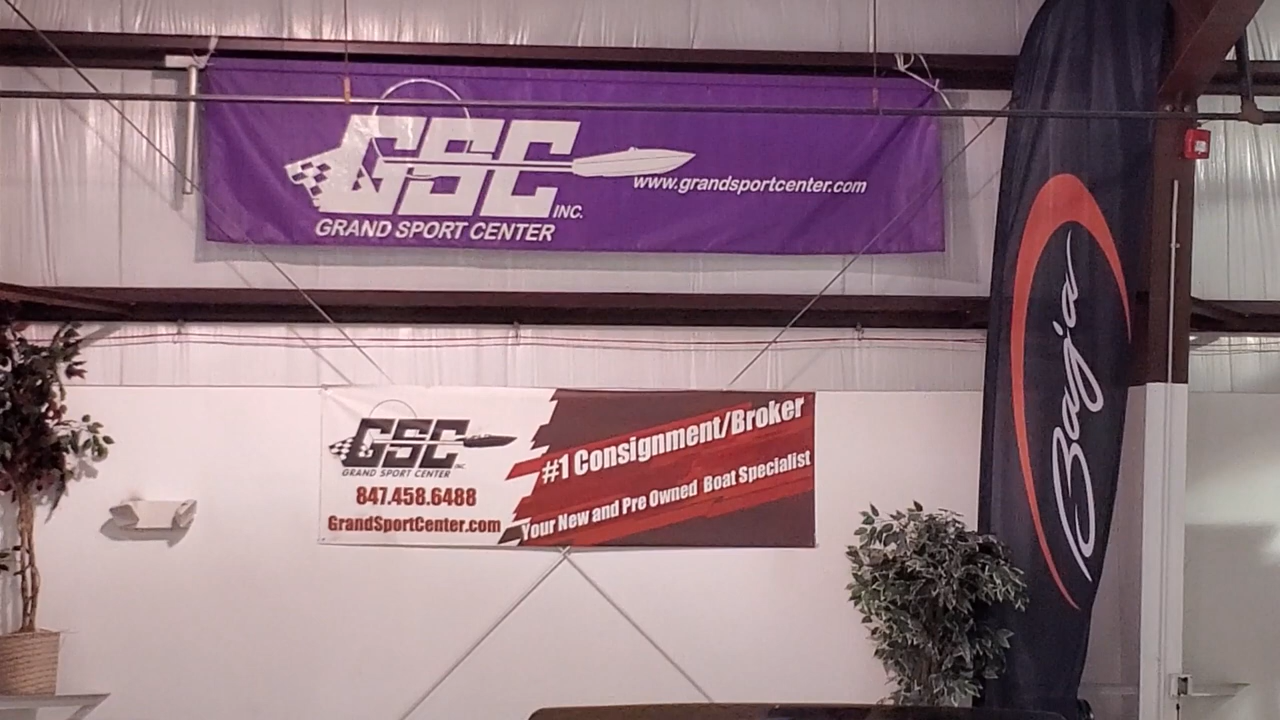 GSC
INC.
GRAND SPORT CENTER
www.grandsportcenter.com
GSC
INC.
GRAND SPORT CENTER
847.458.6488
GrandSportCenter.com
#1 Consignment/Broker
Your New and Pre Owned Boat Specialist
Baja